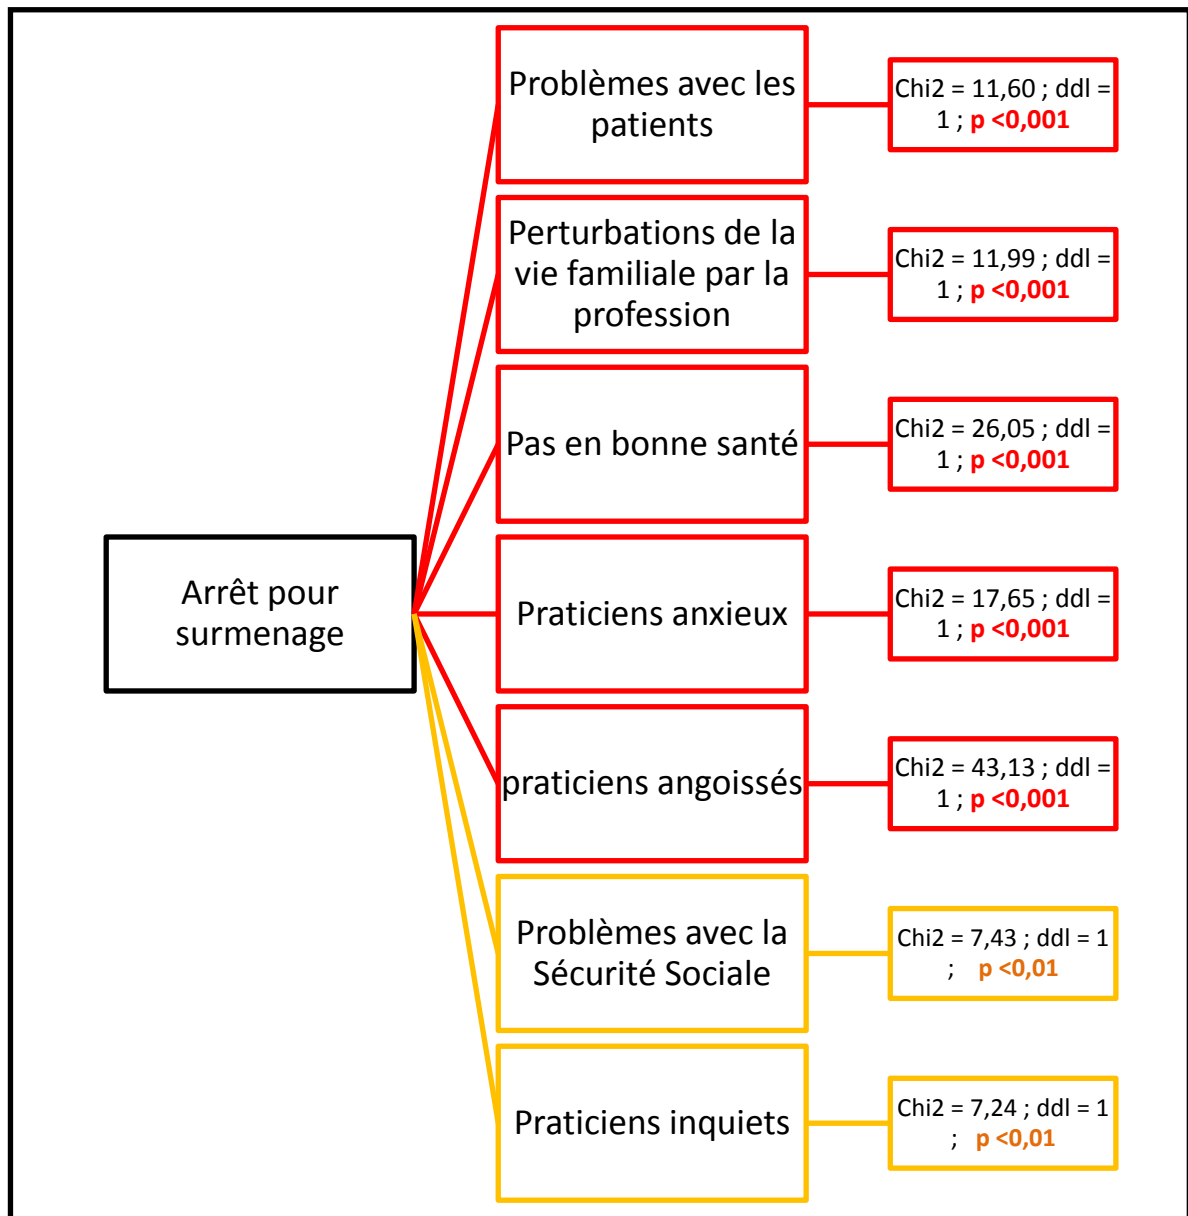 Problèmes avec les
patients
Chi2 = 11,60 ; ddl =
1 ; p <0,001
Perturbations de la
vie familiale par la
profession
Chi2 = 11,99 ; ddl =
1 ; p <0,001
Pas en bonne santé
Chi2 = 26,05 ; ddl =
1 ; p <0,001
Arrêt pour
surmenage
Praticiens anxieux
Chi2 = 17,65 ; ddl =
1 ; p <0,001
praticiens angoissés
Chi2 = 43,13 ; ddl =
1 ; p <0,001
Problèmes avec la
Sécurité Sociale
Chi2 = 7,43 ; ddl = 1
; p <0,01
Praticiens inquiets
Chi2 = 7,24 ; ddl = 1
; p <0,01